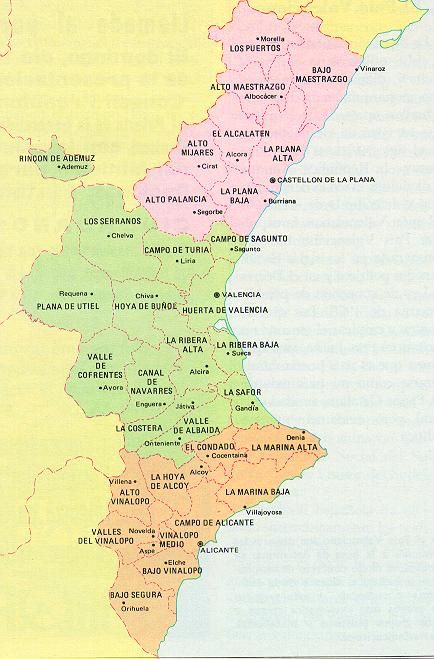 Morella
LOS PUERTOS
BAJO
MAESTRAZGO
Vinaroz
ALTO MAESTRAZGO
Albocàcer
EL ALCALATEN
ALTO
MIJARES
Alcora
LA PLANA
ALTA
Cirat
RINCON DE ADEMUZ
Ademuz
CASTELLON DE LA PLANA
ALTO PALANCIA
LA PLANA
BAJA
Burriana
Segorbe
LOS SERRANOS
Chelva
CAMPO DE SAGUNTO
Sagunto
CAMPO DE TURIA
Liria
Requena
PLANA DE UTIEL
Chiva
HOYA DE BUÑOE
VALENCIA
HUERTA DE VALENCIA
LA RIBERA
ALTA
LA RIBERA BAJA
Sueca
VALLE
DE
COFRENTES
Ayora
CANAL
DE
NAVARRES
Alcira
Enguera
Játiva
LA SAFOR
Gandía
LA COSTERA
VALLE
DE ALBAIDA
Onteniente
Denia
EL CONDADO
LA MARINA ALTA
Cocentaina
Alcoy
Villena
ALTO
VINALOPO
LA HOYA
DE ALCOY
LA MARINA BAJA
Villajoyosa
CAMPO DE ALICANTE
VALLES
DEL VINALOPO
Novelda
VINALOPO
MEDIO
Aspe
ALICANTE
Elche
BAJO VINALOPO
BAJO SEGURA
Orihuela